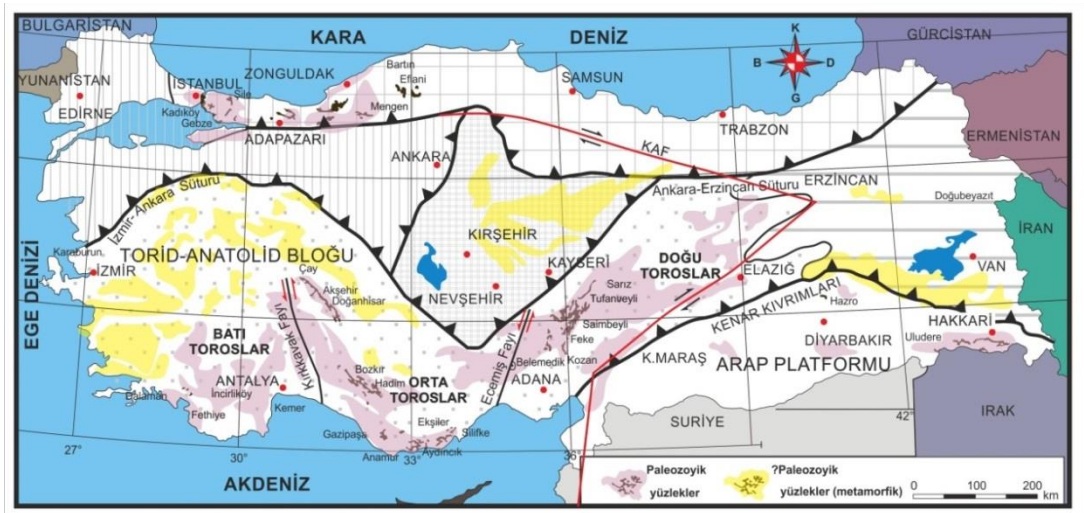 BULGARİSTAN
KARA DENİZ
K
B D
G
GÜRCİSTAN
YUNANİSTAN
EDİRNE
İSTANBUL
Şile
Kadıköy
Gebze
ZONGULDAK
Bartın
Eflani
Mengen
ADAPAZARI
SAMSUN
TRABZON
ERMENİSTAN
ANKARA
KAF
Ankara-Erzincan Süturu
ERZİNCAN
Doğubeyazıt
İRAN
EGE DENİZİ
Karaburun
İZMİR
İzmir-Ankara Süturu
TORİD-ANATOLİD BLOĞU
KIRŞEHİR
KAYSERİ
NEVŞEHİR
DOĞU
TOROSLAR
ELAZIĞ
VAN
Çay
Akşehir
Doğanhisar
Sarız
Tufanveyli
Saimbeyli
Feke
Kozan
Belemedik
KENAR KIVRIMLARI
Hazro
HAKKARİ
Uludere
BATI
TOROSLAR
Kırkkavak Fayı
Ecemiş Fayı
ADANA
K.MARAŞ
DİYARBAKIR
ARAP PLATFORMU
ANTALYA
İncirliköy
Dalaman
Fethiye
Kemer
Bozkır
Hadim
ORTA
TOROSLAR
Ekşiler
Silifke
Gazipaşa
Anamur
Aydıncık
SURİYE
IRAK
27°
30°
33°
36°
42°
AKDENİZ
Paleozoyik
yüzlekler
?Paleozoyik
yüzlekler (metamorfik)
0 100 200
km